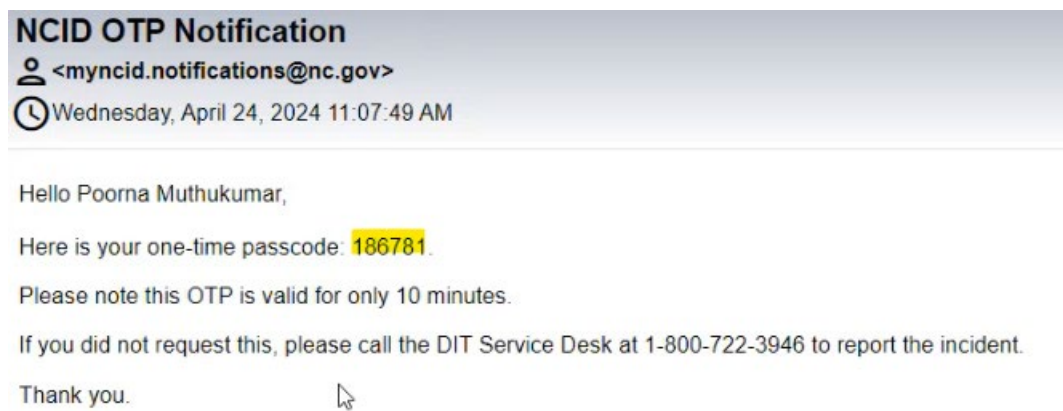 NCID OTP Notification
<myncid.notifications@nc.gov>
Wednesday, April 24, 2024 11:07:49 AM
Hello Poorna Muthukumar,
Here is your one-time passcode: 186781.
Please note this OTP is valid for only 10 minutes.
If you did not request this, please call the DIT Service Desk at 1-800-722-3946 to report the incident.
Thank you.